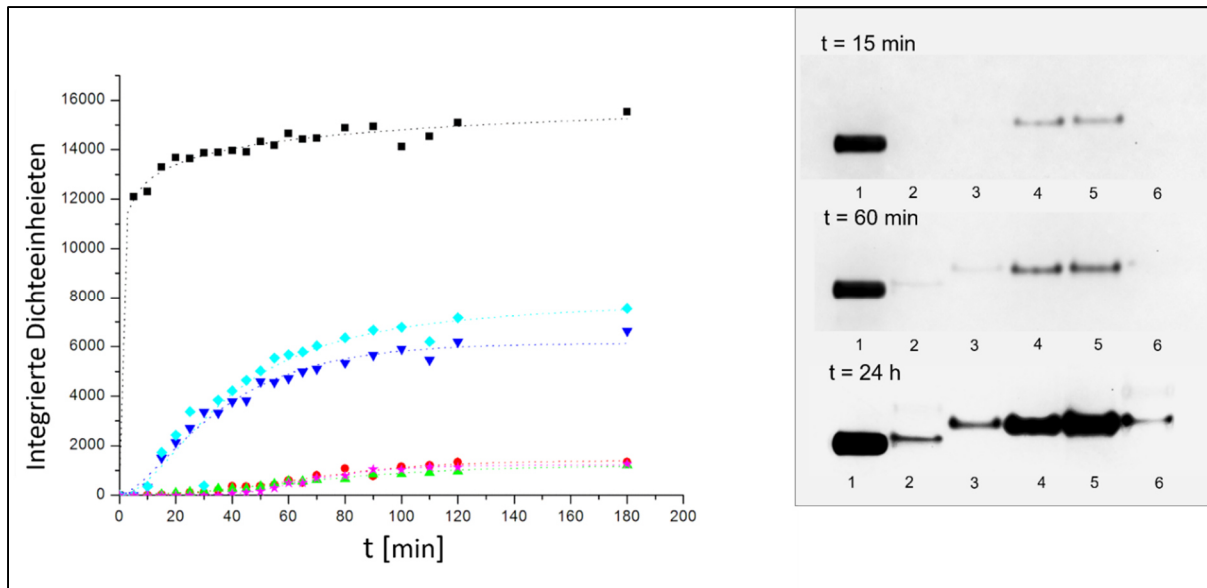 16000
14000
12000
10000
8000
6000
4000
2000
0
0 20 40 60 80 100 120 140 160 180 200
Integrierte Dichteeinheieten
t [min]
t = 15 min
1 2 3 4 5 6
t = 60 min
1 2 3 4 5 6
t = 24 h
1 2 3 4 5 6